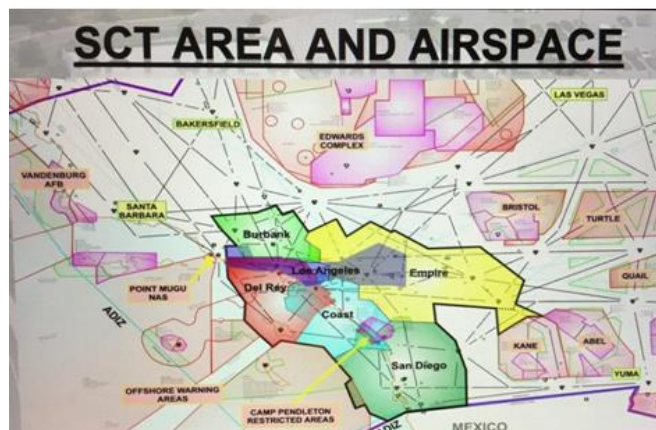 SCT AREA AND AIRSPACE
LAS VEGAS
BAKERSFIELD
EDWARDS
COMPLEX
VANDENBURG
AFB
SANTA
BARBARA
BRISTOL
TURTLE
Burbank
Los Angeles
Empire
QUAIL
POINT MUGU
NAS
Del Rey
Coast
ADIZ
KANE
ABEL
San Diego
YUMA
OFFSHORE WARNING
AREAS
CAMP PENDLETON
RESTRICTED AREAS
ADIZ
MEXICO